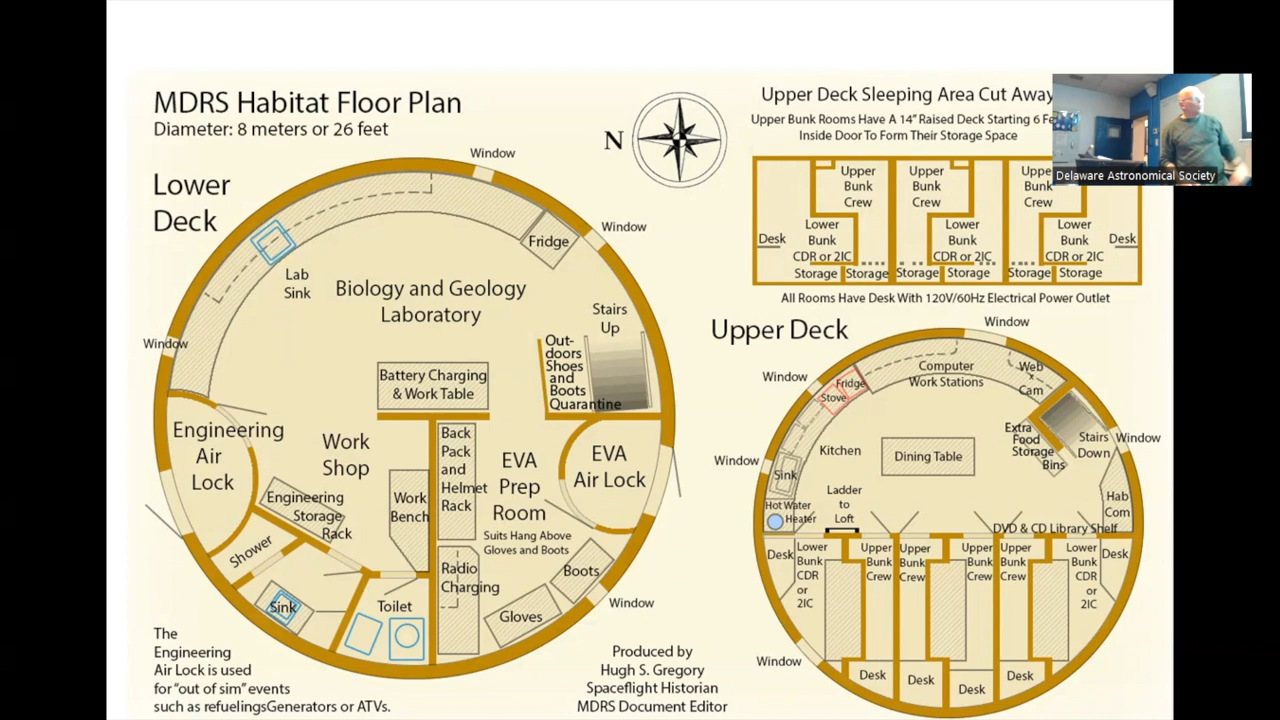 MDRS Habitat Floor Plan
Diameter: 8 meters or 26 feet
Lower
Deck
N
Window
Window
Window
Fridge
Lab
Sink
Biology and Geology
Laboratory
Stairs
Up
Out-
doors
Shoes
and
Boots
Quarantine
Battery Charging
& Work Table
Engineering
Air
Lock
Work
Shop
Back
Pack
and
Helmet
Rack
EVA
Prep
Room
EVA
Air Lock
Engineering
Storage
Rack
Work
Bench
Suits Hang Above
Gloves and Boots
Shower
Radio
Charging
Boots
Sink
Toilet
Gloves
Window
The
Engineering
Air Lock is used
for "out of sim" events
such as refuelingsGenerators or ATVs.
Produced by
Hugh S. Gregory
Spaceflight Historian
MDRS Document Editor
Upper Deck Sleeping Area Cut Away
Upper Bunk Rooms Have A 14" Raised Deck Starting 6
Inside Door To Form Their Storage Space
Delaware Astronomical Society
Upper
Bunk
Crew
Upper
Bunk
Crew
Upper
Bunk
Crew
Desk
Lower
Bunk
CDR or 2IC
Lower
Bunk
CDR or 2IC
Lower
Bunk
CDR or 2IC
Desk
Storage
Storage
Storage
Storage
Storage
Storage
All Rooms Have Desk With 120V/60Hz Electrical Power Outlet
Upper Deck
Window
Window
Fridge
Stove
Computer
Work Stations
Web
Cam
Extra
Food
Storage
Bins
Stairs
Down
Window
Window
Kitchen
Dining Table
Sink
Hot Water
Heater
Ladder
to
Loft
Hab
Com
DVD & CD Library Shelf
Desk
Lower
Bunk
CDR
or
2IC
Upper
Bunk
Crew
Upper
Bunk
Crew
Upper
Bunk
Crew
Upper
Bunk
Crew
Lower
Bunk
CDR
or
2IC
Desk
Window
Desk
Desk
Desk
Desk